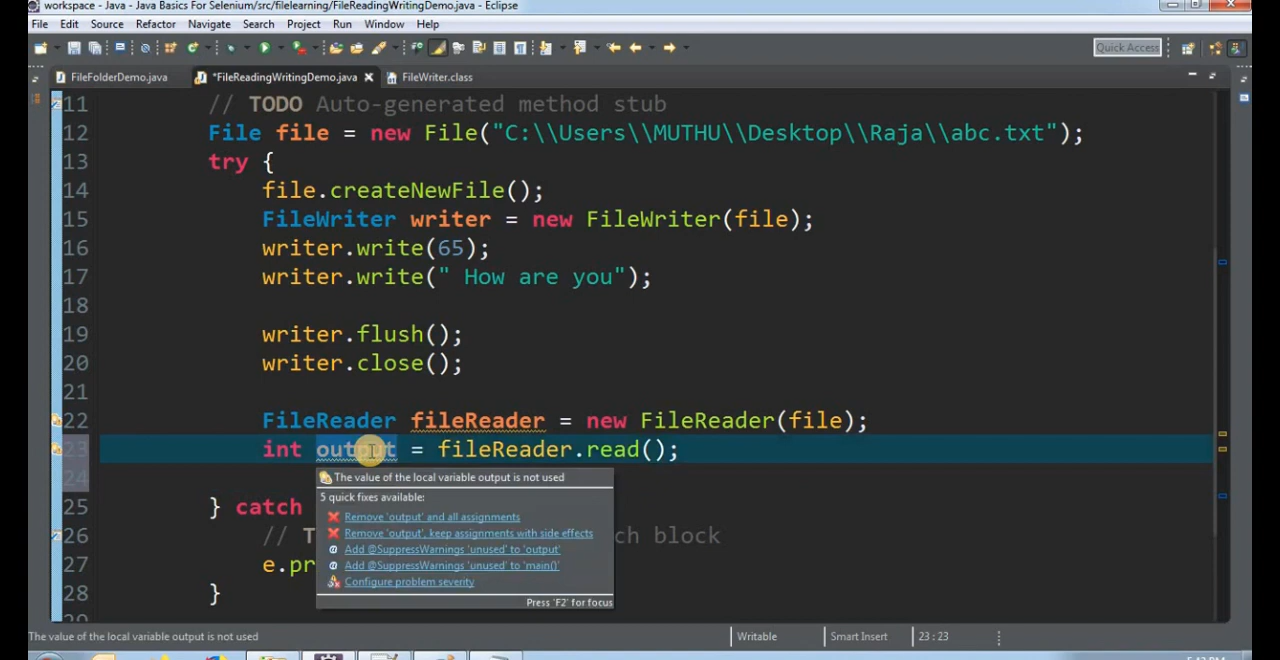 workspace - Java - Java Basics For Selenium/src/filelearning/FileReadingWritingDemo.java - Eclipse
File Edit Source Refactor Navigate Search Project Run Window Help
Quick Access
FileFolderDemo.java *FileReadingWritingDemo.java FileWriter.class
11 // TODO Auto-generated method stub
12 File file = new File("C:\\Users\\MUTHU\\Desktop\\Raja\\abc.txt");
13 try {
14 file.createNewFile();
15 FileWriter writer = new FileWriter(file);
16 writer.write(65);
17 writer.write(" How are you");
18
19 writer.flush();
20 writer.close();
21
22 FileReader fileReader = new FileReader(file);
23 int output = fileReader.read();
The value of the local variable output is not used
24
5 quick fixes available:
25 } catch
Remove 'output' and all assignments
Remove 'output', keep assignments with side effects
26 // T ch block
Add @SuppressWarnings 'unused' to 'output'
27 e.pr
Add @SuppressWarnings 'unused' to 'main()'
Configure problem severity
28 }
Press 'F2' for focus
The value of the local variable output is not used Writable Smart Insert 23 : 23